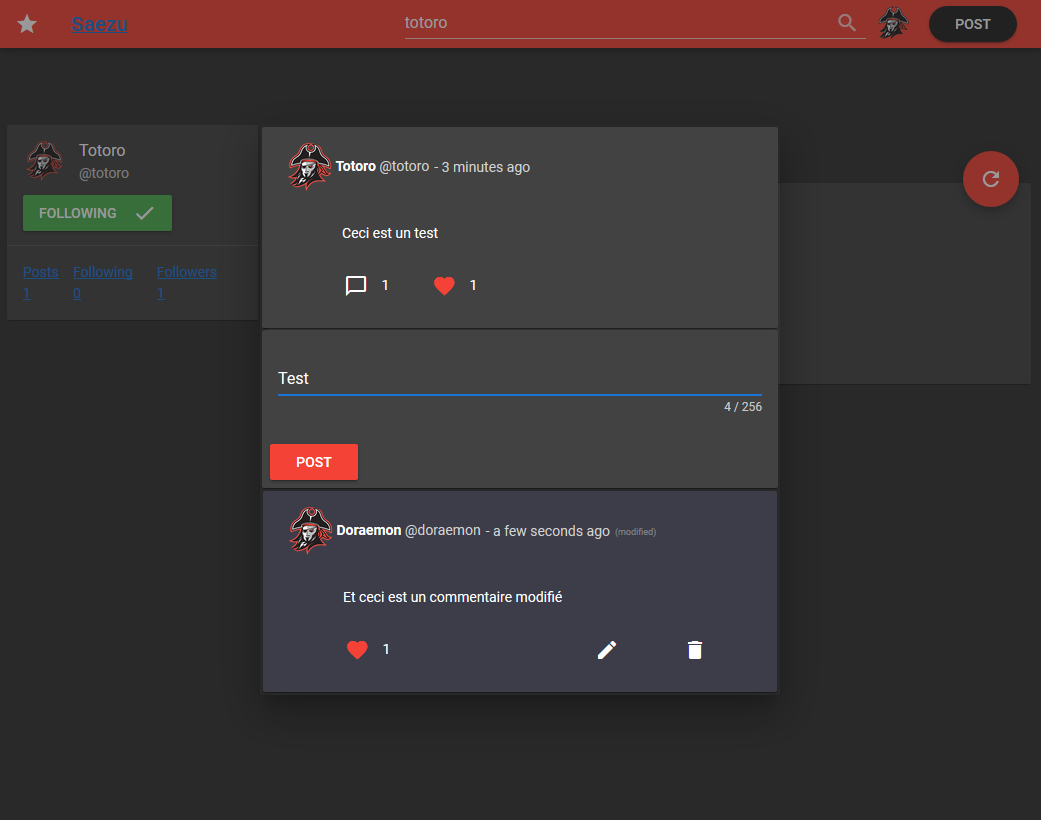 Saezu
totoro
POST
Totoro
@totoro
FOLLOWING
Posts Following Followers
1 0 1
Totoro @totoro - 3 minutes ago
Ceci est un test
1 1
Test
4 / 256
POST
Doraemon @doraemon - a few seconds ago (modified)
Et ceci est un commentaire modifié
1